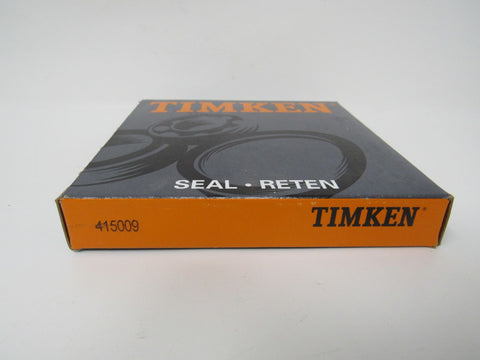 TIMKEN
SEAL • RETEN
415009
TIMKEN®